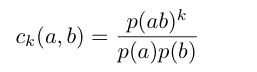 c_k(a, b) = \frac{p(ab)^k}{p(a)p(b)}